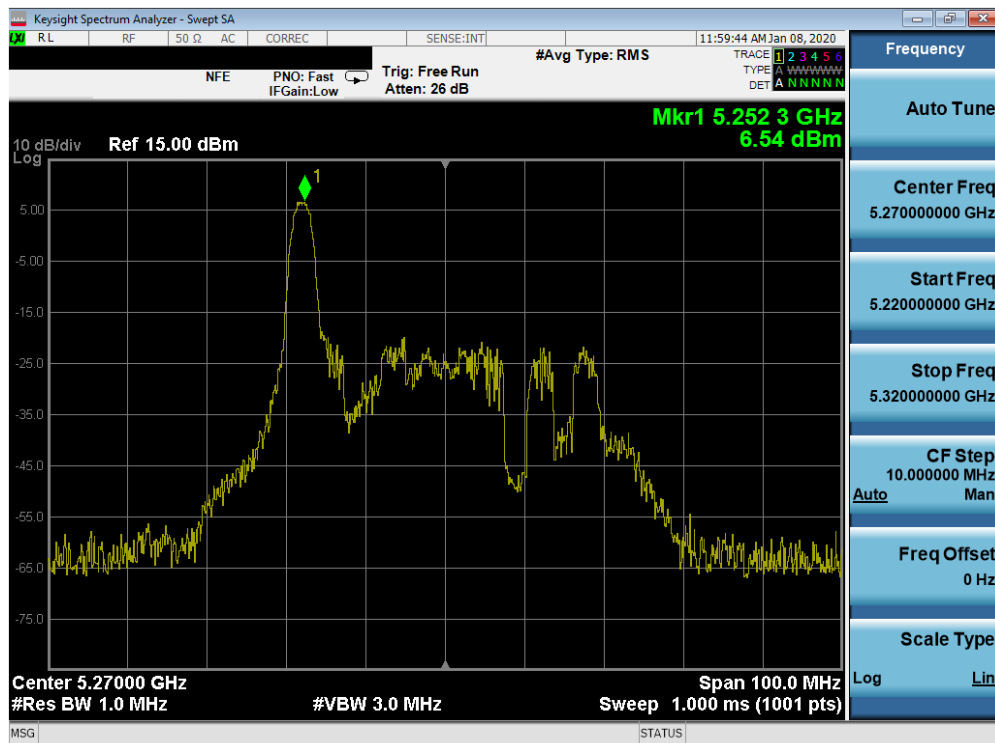 Keysight Spectrum Analyzer - Swept SA
LXI RL RF 50 Ω AC CORREC SENSE:INT 11:59:44 AM Jan 08, 2020
#Avg Type: RMS TRACE 1 2 3 4 5 6
NFE PNO: Fast Trig: Free Run TYPE A WWWWW
IFGain:Low Atten: 26 dB DET A N N N N N
Mkr1 5.252 3 GHz
6.54 dBm
10 dB/div Ref 15.00 dBm
Log
1
5.00
-5.00
-15.0
-25.0
-35.0
-45.0
-55.0
-65.0
-75.0
Center 5.27000 GHz Span 100.0 MHz
#Res BW 1.0 MHz #VBW 3.0 MHz Sweep 1.000 ms (1001 pts)
MSG STATUS
Frequency
Auto Tune
Center Freq
5.270000000 GHz
Start Freq
5.220000000 GHz
Stop Freq
5.320000000 GHz
CF Step
10.000000 MHz
Auto Man
Freq Offset
0 Hz
Scale Type
Log Lin